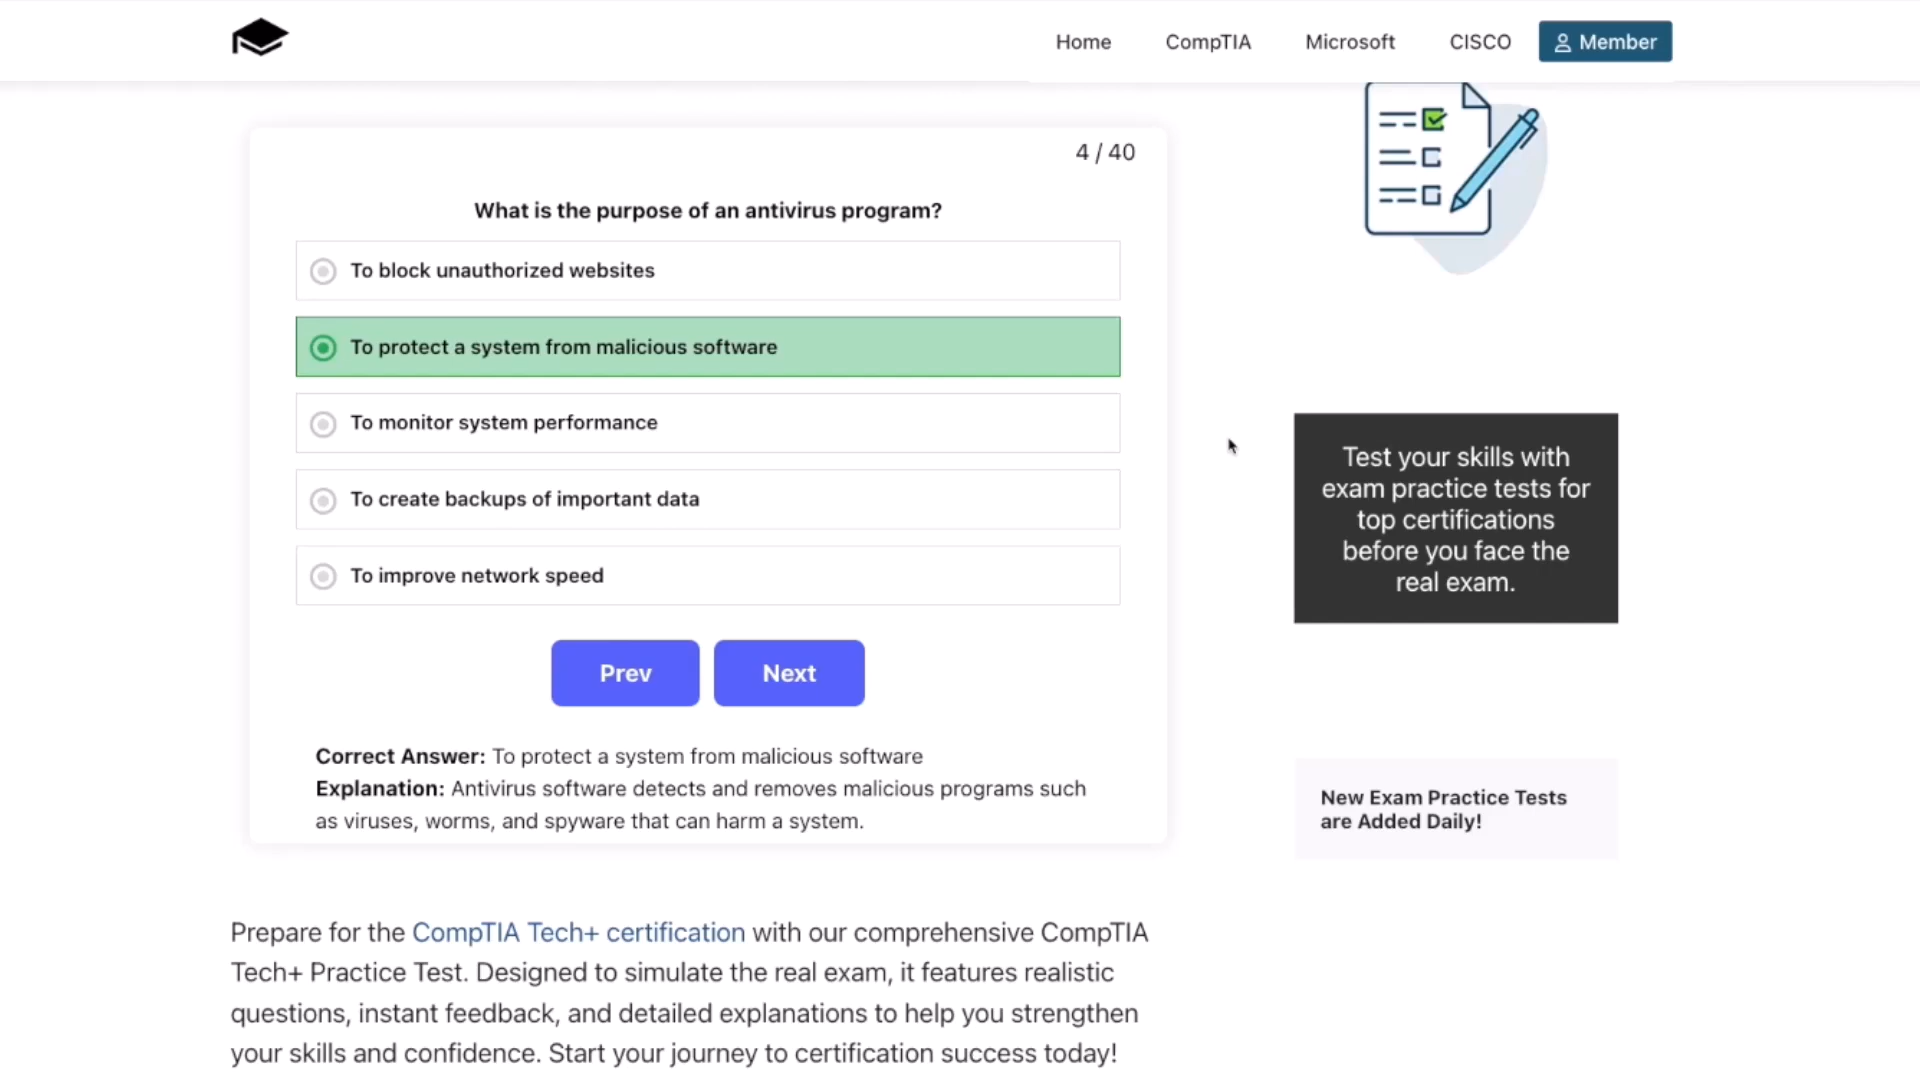 Home CompTIA Microsoft CISCO Member
4 / 40
What is the purpose of an antivirus program?
To block unauthorized websites
To protect a system from malicious software
To monitor system performance
To create backups of important data
To improve network speed
Prev Next
Correct Answer: To protect a system from malicious software
Explanation: Antivirus software detects and removes malicious programs such
as viruses, worms, and spyware that can harm a system.
Test your skills with
exam practice tests for
top certifications
before you face the
real exam.
New Exam Practice Tests
are Added Daily!
Prepare for the CompTIA Tech+ certification with our comprehensive CompTIA
Tech+ Practice Test. Designed to simulate the real exam, it features realistic
questions, instant feedback, and detailed explanations to help you strengthen
your skills and confidence. Start your journey to certification success today!